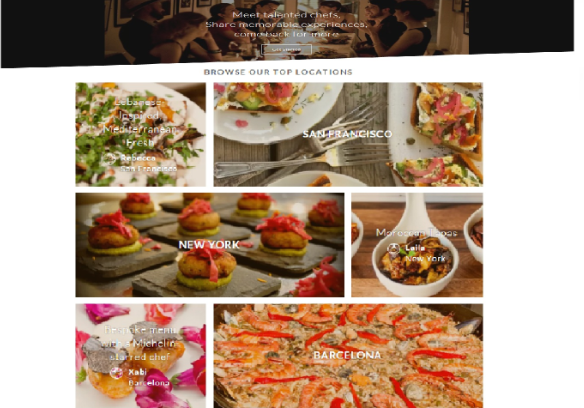 Meet talented chefs.
Share memorable experiences.
come back for more
BROWSE OUR TOP LOCATIONS
Lebanese-
Inspired
Mediterranean
Fresh
Rebecca
San Francisco
SAN FRANCISCO
NEW YORK
Moroccan Tapas
Laila
New York
Bespoke menu
with a Michelin
starred chef
Xabi
Barcelona
BARCELONA